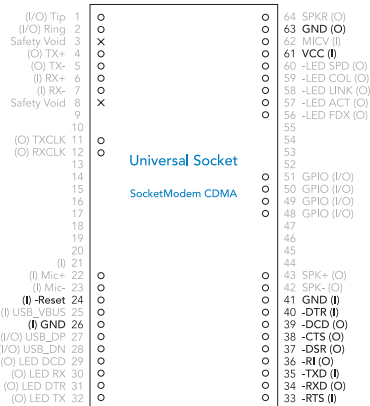 (I/O) Tip 1
(I/O) Ring 2
Safety Void 3
(O) TX+ 4
(O) TX- 5
(I) RX+ 6
(I) RX- 7
Safety Void 8
9
10
(O) TXCLK 11
(O) RXCLK 12
13
14
15
16
17
18
19
20
(I) 21
(I) Mic+ 22
(I) Mic- 23
(I) -Reset 24
(I) USB_VBUS 25
(I) GND 26
(I/O) USB_DP 27
(I/O) USB_DN 28
(O) LED DCD 29
(O) LED RX 30
(O) LED DTR 31
(O) LED TX 32
Universal Socket
SocketModem CDMA
64 SPKR (O)
63 GND (O)
62 MICV (I)
61 VCC (I)
60 -LED SPD (O)
59 -LED COL (O)
58 -LED LINK (O)
57 -LED ACT (O)
56 -LED FDX (O)
55
54
53
52
51 GPIO (I/O)
50 GPIO (I/O)
49 GPIO (I/O)
48 GPIO (I/O)
47
46
45
44
43 SPK+ (O)
42 SPK- (O)
41 GND (I)
40 -DTR (I)
39 -DCD (O)
38 -CTS (O)
37 -DSR (O)
36 -RI (O)
35 -TXD (I)
34 -RXD (O)
33 -RTS (I)